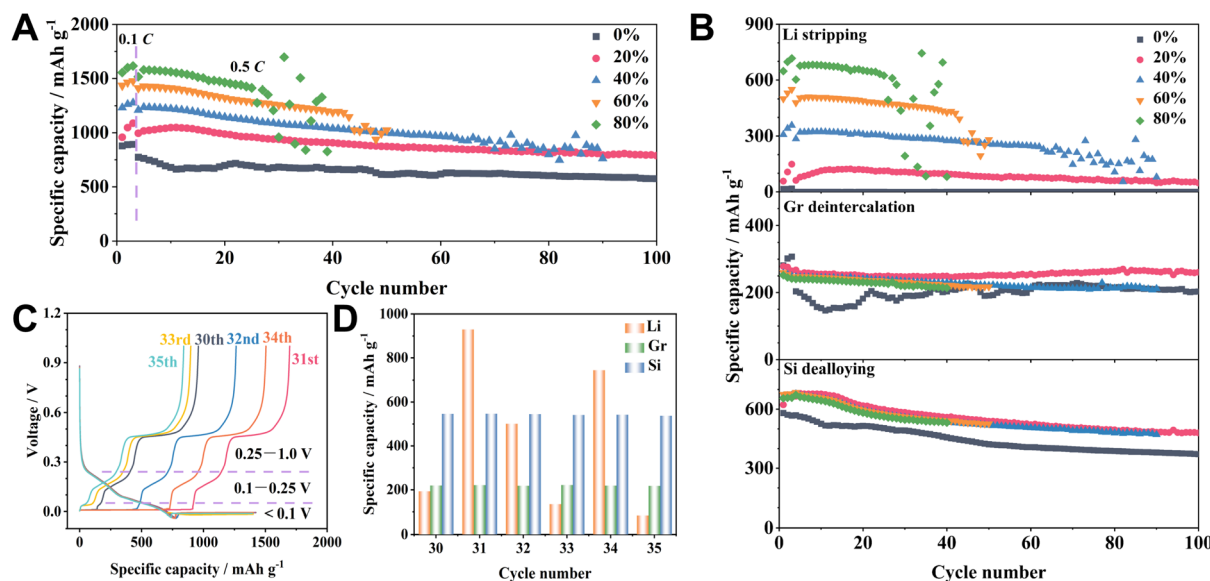 A
0.1 C
0.5 C
0%
20%
40%
60%
80%
2000
1500
1000
500
0
0 20 40 60 80 100
Specific capacity / mAh g-1
Cycle number
B
Li stripping
0%
20%
40%
60%
80%
900
600
300
0
Gr deintercalation
400
200
0
Si dealloying
600
300
0
0 20 40 60 80 100
Specific capacity / mAh g-1
Cycle number
C
33rd 30th 32nd 34th
35th 31st
0.25－1.0 V
0.1－0.25 V
< 0.1 V
1.2
0.9
0.6
0.3
0.0
0 500 1000 1500 2000
Voltage / V
Specific capacity / mAh g-1
D
Li
Gr
Si
1000
800
600
400
200
0
30 31 32 33 34 35
Specific capacity / mAh g-1
Cycle number